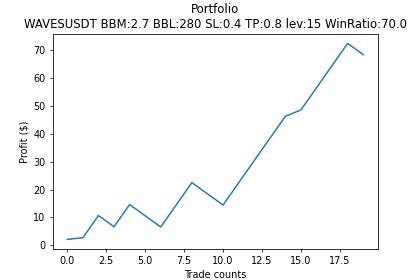 Portfolio
WAVESUSDT BBM:2.7 BBL:280 SL:0.4 TP:0.8 lev:15 WinRatio:70.0
70
60
50
40
30
20
10
0
Profit ($)
0.0 2.5 5.0 7.5 10.0 12.5 15.0 17.5
Trade counts